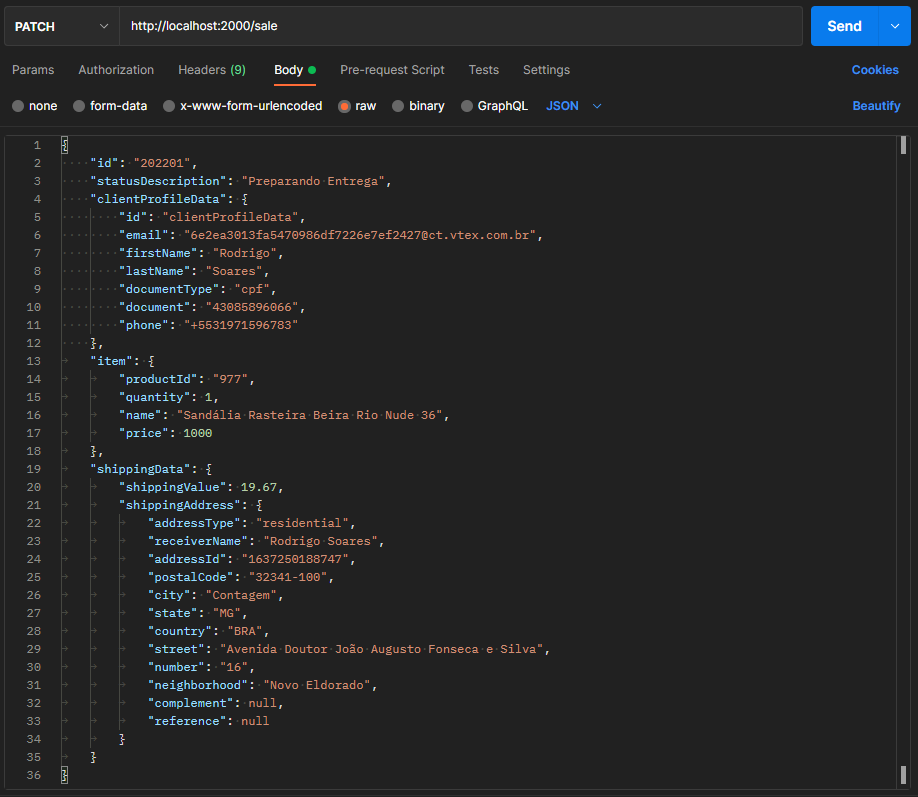 PATCH http://localhost:2000/sale Send
Params Authorization Headers (9) Body Pre-request Script Tests Settings Cookies
none form-data x-www-form-urlencoded raw binary GraphQL JSON Beautify
1 {
2 "id": "202201",
3 "statusDescription": "Preparando Entrega",
4 "clientProfileData": {
5 "id": "clientProfileData",
6 "email": "6e2ea3013fa5470986df7226e7ef2427@ct.vtex.com.br",
7 "firstName": "Rodrigo",
8 "lastName": "Soares",
9 "documentType": "cpf",
10 "document": "43085896066",
11 "phone": "+5531971596783"
12 },
13 "item": {
14 "productId": "977",
15 "quantity": 1,
16 "name": "Sandália Rasteira Beira Rio Nude 36",
17 "price": 1000
18 },
19 "shippingData": {
20 "shippingValue": 19.67,
21 "shippingAddress": {
22 "addressType": "residential",
23 "receiverName": "Rodrigo Soares",
24 "addressId": "1637250188747",
25 "postalCode": "32341-100",
26 "city": "Contagem",
27 "state": "MG",
28 "country": "BRA",
29 "street": "Avenida Doutor João Augusto Fonseca e Silva",
30 "number": "16",
31 "neighborhood": "Novo Eldorado",
32 "complement": null,
33 "reference": null
34 }
35 }
36 }